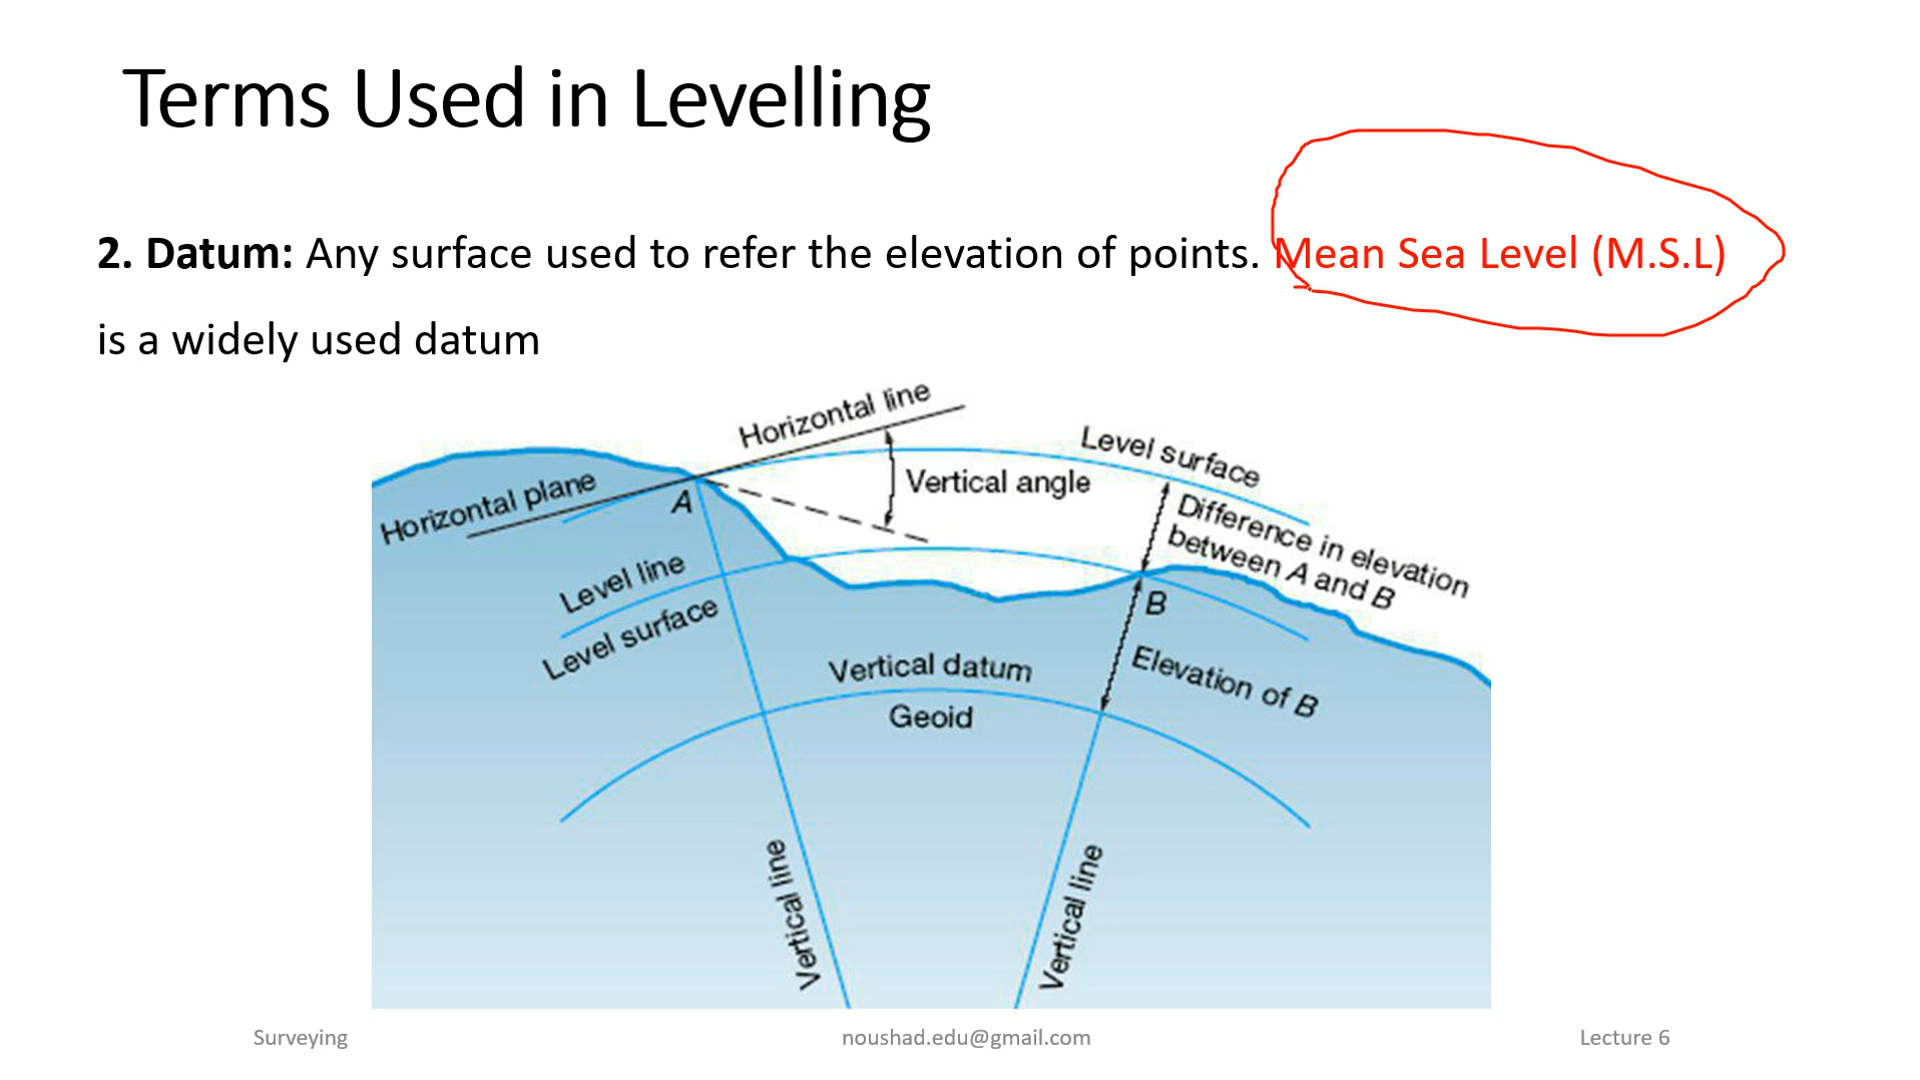 Terms Used in Levelling
2. Datum: Any surface used to refer the elevation of points. Mean Sea Level (M.S.L)
is a widely used datum
Horizontal line
Level surface
Vertical angle
Horizontal plane
A
Difference in elevation
between A and B
Level line
Level surface
B
Vertical datum
Geoid
Elevation of B
Vertical line
Vertical line
Surveying
noushad.edu@gmail.com
Lecture 6